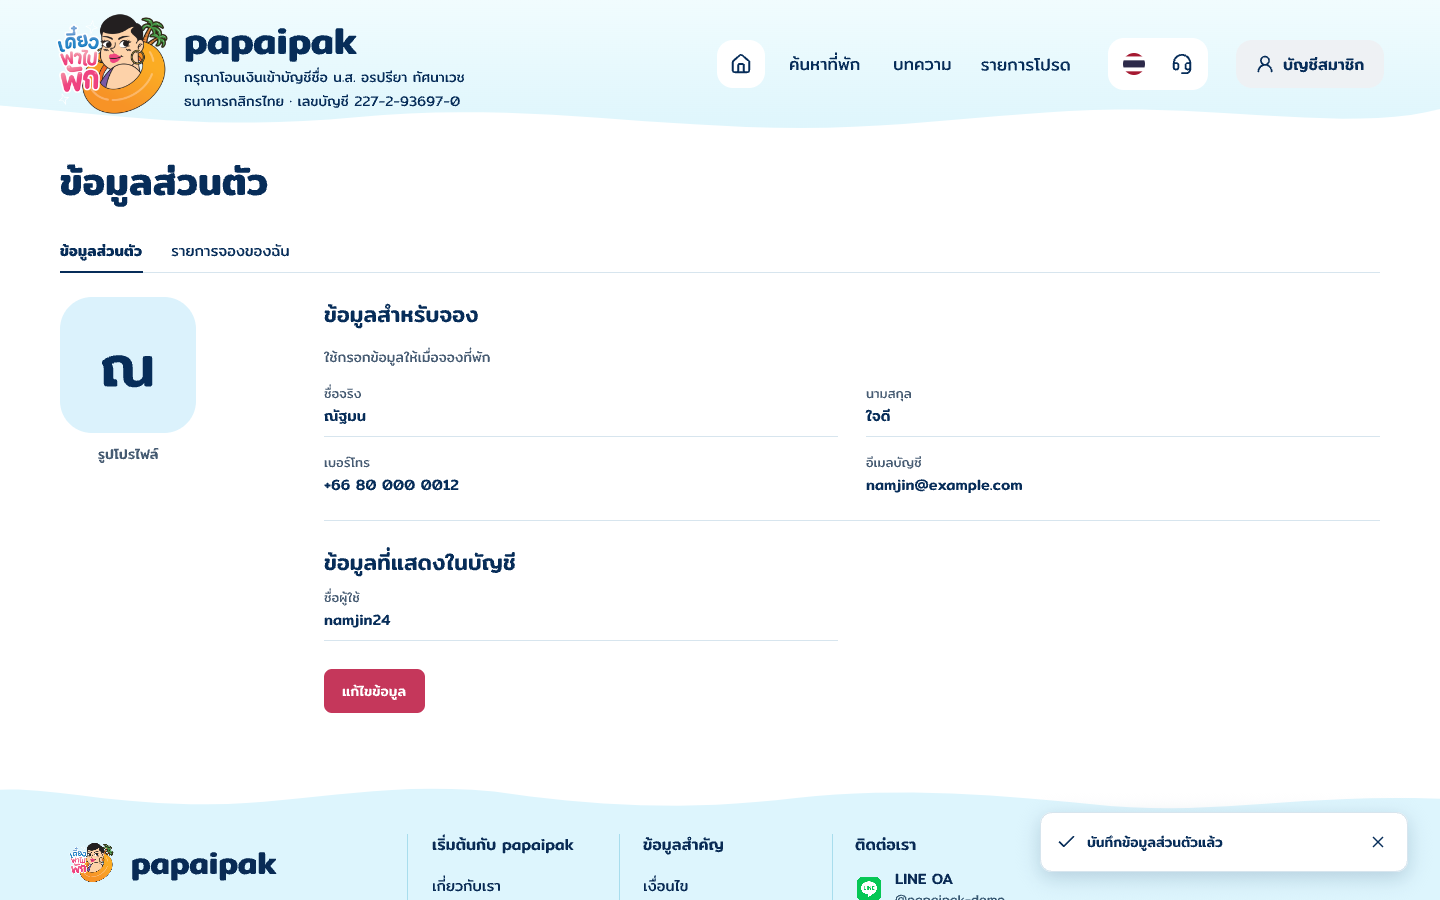 เดี๋ยว
พาไป
พัก
papaipak
กรุณาโอนเงินเข้าบัญชีชื่อ น.ส. อรปรียา ทัศนาเวช
ธนาคารกสิกรไทย · เลขบัญชี 227-2-93697-0
ค้นหาที่พัก
บทความ
รายการโปรด
บัญชีสมาชิก
ข้อมูลส่วนตัว
ข้อมูลส่วนตัว
รายการจองของฉัน
ณ
รูปโปรไฟล์
ข้อมูลสำหรับจอง
ใช้กรอกข้อมูลให้เมื่อจองที่พัก
ชื่อจริง
ณัฐมน
นามสกุล
ใจดี
เบอร์โทร
+66 80 000 0012
อีเมลบัญชี
namjin@example.com
ข้อมูลที่แสดงในบัญชี
ชื่อผู้ใช้
namjin24
แก้ไขข้อมูล
papaipak
เริ่มต้นกับ papaipak
เกี่ยวกับเรา
ข้อมูลสำคัญ
เงื่อนไข
ติดต่อเรา
LINE
LINE OA
@papaipak-demo
บันทึกข้อมูลส่วนตัวแล้ว